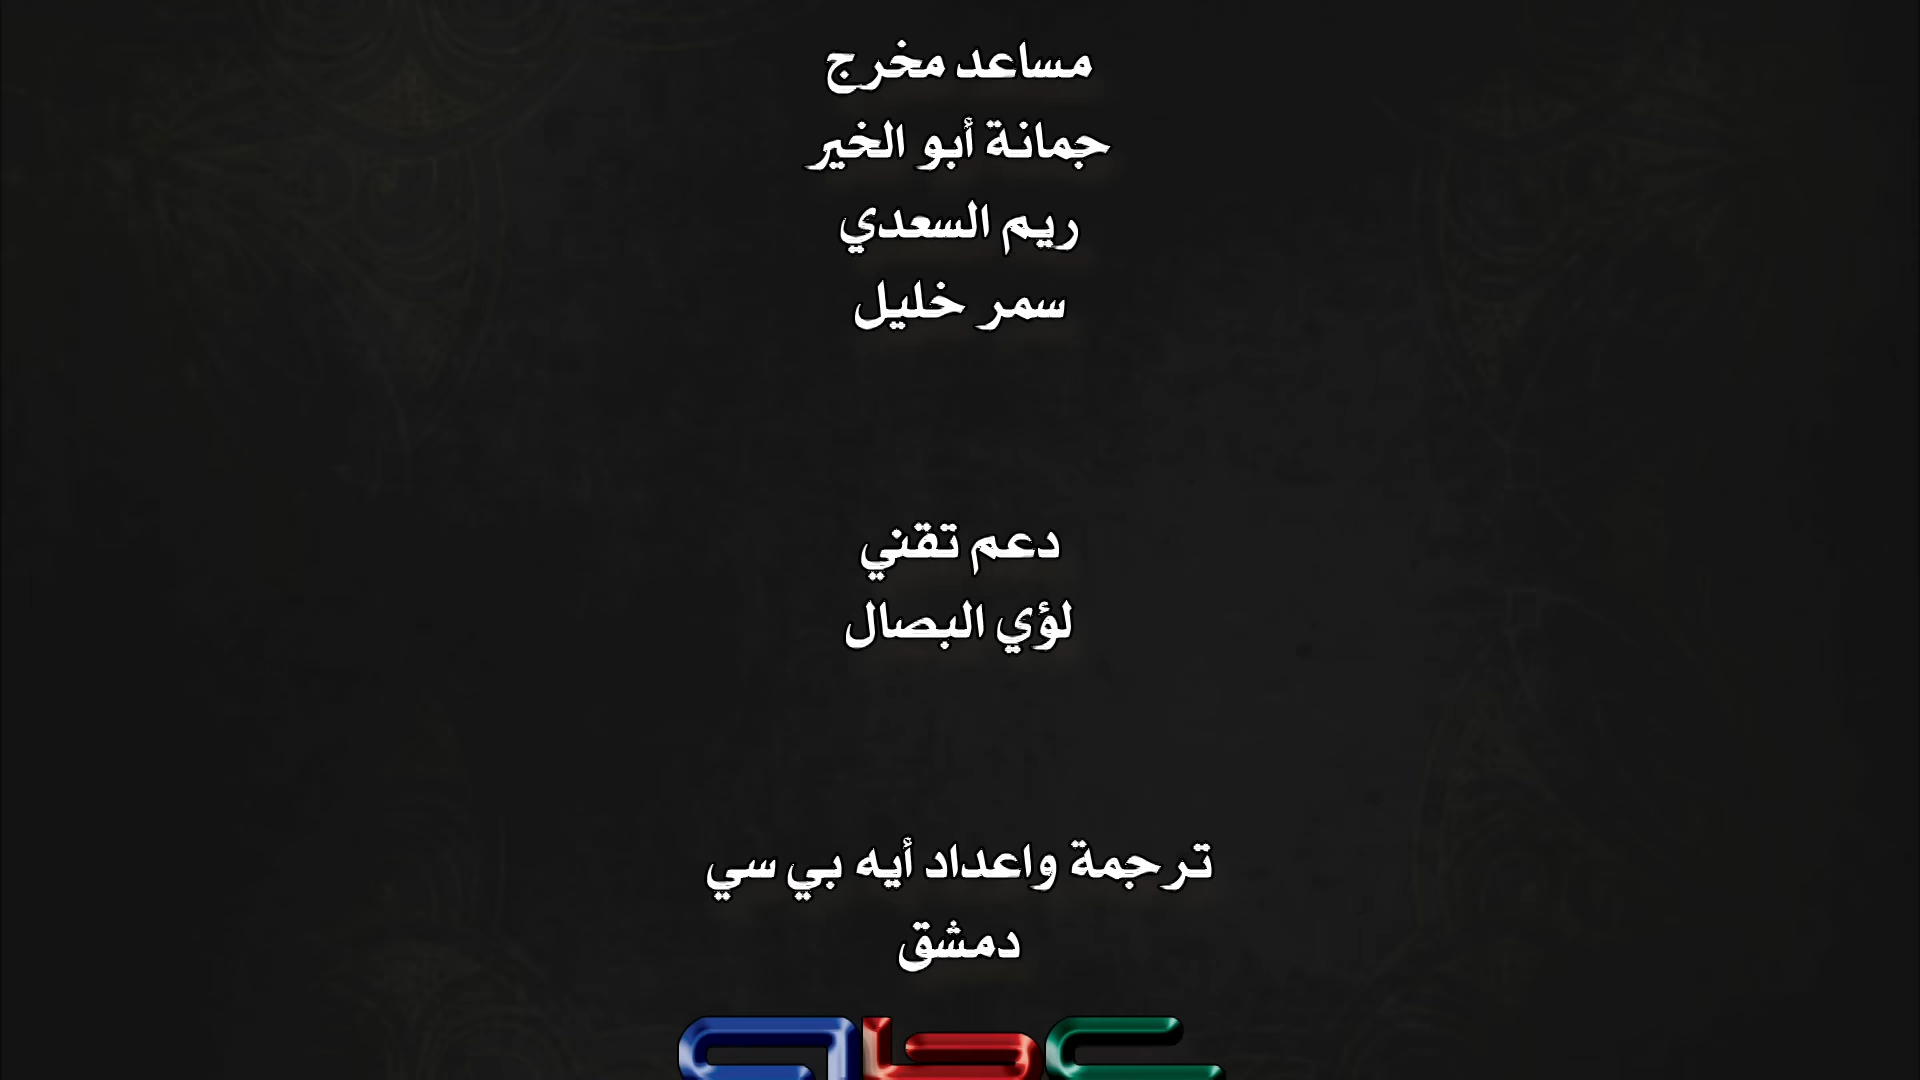 مساعد مخرج
جمانة أبو الخير
ريم السعدي
سمر خليل
دعم تقني
لؤي البصال
ترجمة واعداد أيه بي سي
دمشق
abc